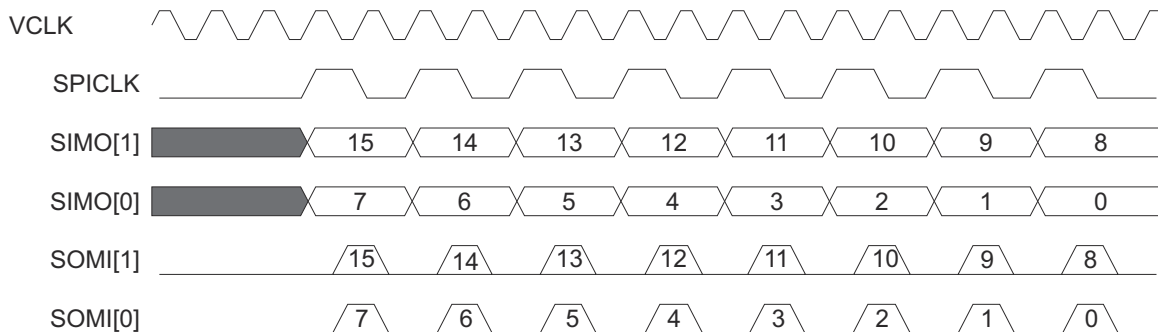 VCLK
SPICLK
SIMO[1] 15 14 13 12 11 10 9 8
SIMO[0] 7 6 5 4 3 2 1 0
SOMI[1] 15 14 13 12 11 10 9 8
SOMI[0] 7 6 5 4 3 2 1 0